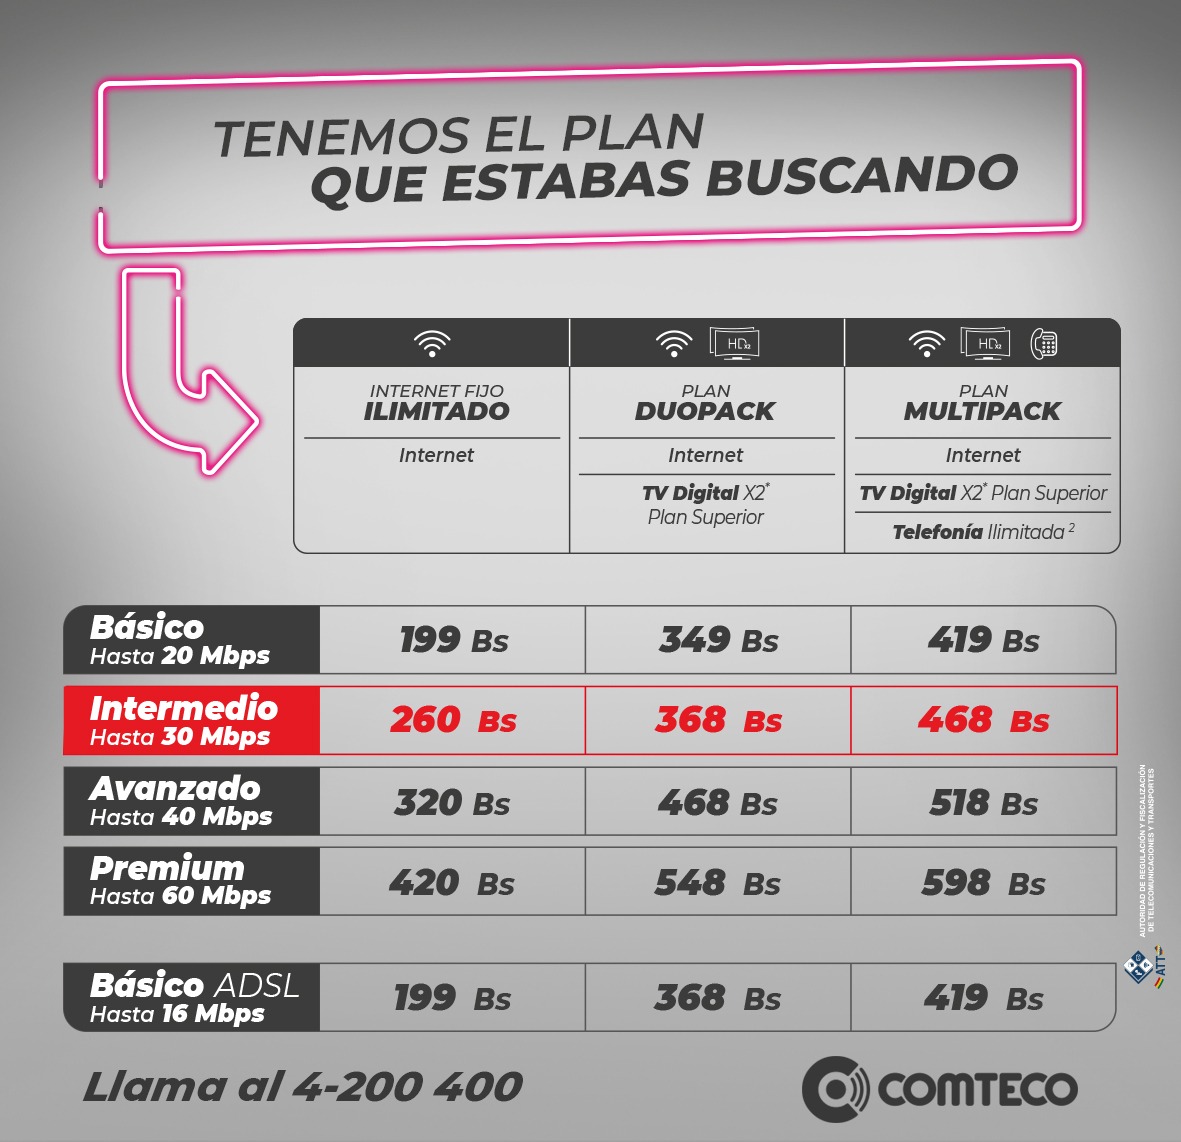 TENEMOS EL PLAN
QUE ESTABAS BUSCANDO
HDx2
HDx2
INTERNET FIJO
ILIMITADO
Internet
PLAN
DUOPACK
Internet
TV Digital X2*
Plan Superior
PLAN
MULTIPACK
Internet
TV Digital X2* Plan Superior
Telefonía Ilimitada 2
Básico
Hasta 20 Mbps
199 Bs
349 Bs
419 Bs
Intermedio
Hasta 30 Mbps
260 Bs
368 Bs
468 Bs
Avanzado
Hasta 40 Mbps
320 Bs
468 Bs
518 Bs
Premium
Hasta 60 Mbps
420 Bs
548 Bs
598 Bs
Básico ADSL
Hasta 16 Mbps
199 Bs
368 Bs
419 Bs
Llama al 4-200 400
COMTECO
AUTORIDAD DE REGULACIÓN Y FISCALIZACIÓN
DE TELECOMUNICACIONES Y TRANSPORTES
ATT